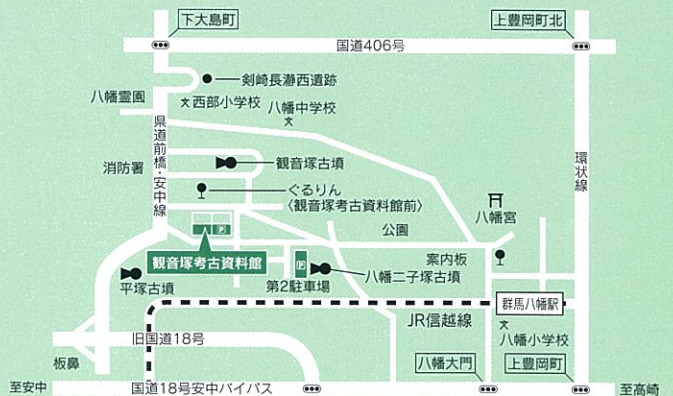 下大島町
上豊岡町北
国道406号
剣崎長瀞西遺跡
八幡霊園
西部小学校
八幡中学校
県道前橋・安中線
環状線
消防署
観音塚古墳
ぐるりん
〈観音塚考古資料館前〉
八幡宮
公園
P
観音塚考古資料館
案内板
P
平塚古墳
第2駐車場
八幡二子塚古墳
群馬八幡駅
JR信越線
旧国道18号
八幡小学校
板鼻
八幡大門
上豊岡町
至安中
国道18号安中バイパス
至高崎